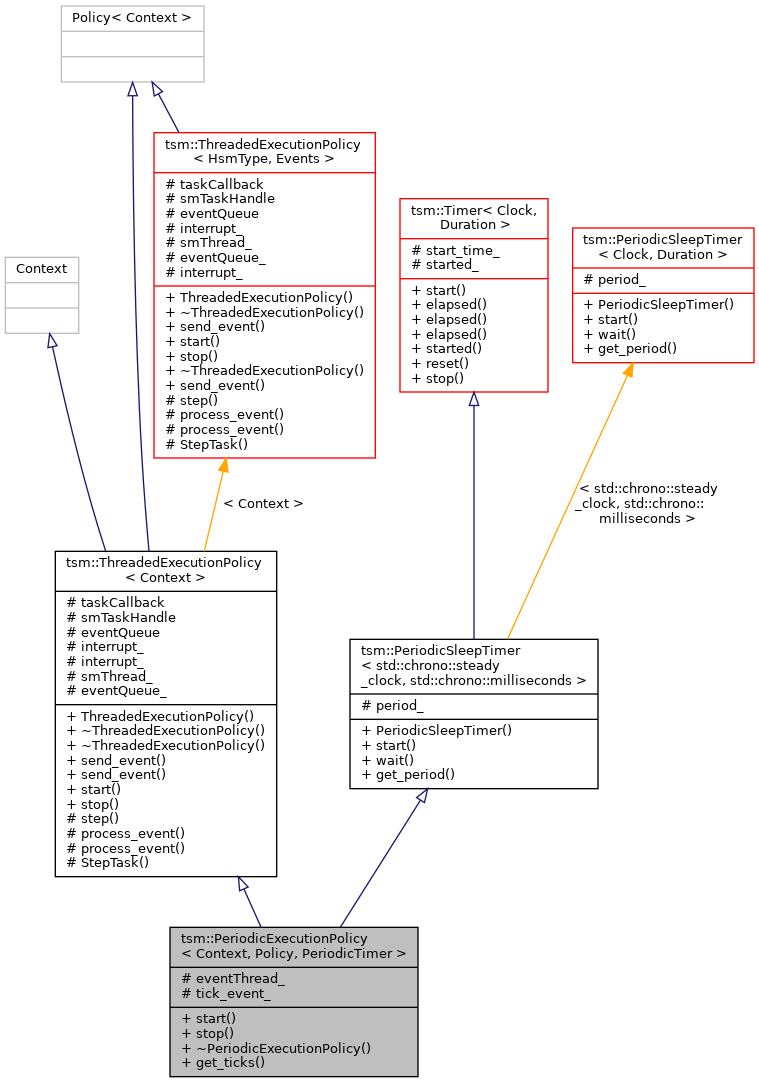 Policy< Context >
tsm::ThreadedExecutionPolicy
< HsmType, Events >
# taskCallback
# smTaskHandle
# eventQueue
# interrupt_
# smThread_
# eventQueue_
# interrupt_
+ ThreadedExecutionPolicy()
+ ~ThreadedExecutionPolicy()
+ send_event()
+ start()
+ stop()
+ ~ThreadedExecutionPolicy()
+ send_event()
# step()
# process_event()
# process_event()
# StepTask()
Context
tsm::Timer< Clock,
Duration >
# start_time_
# started_
+ start()
+ elapsed()
+ elapsed()
+ elapsed()
+ started()
+ reset()
+ stop()
tsm::PeriodicSleepTimer
< Clock, Duration >
# period_
+ PeriodicSleepTimer()
+ start()
+ wait()
+ get_period()
< Context >
< std::chrono::steady
_clock, std::chrono::
milliseconds >
tsm::ThreadedExecutionPolicy
< Context >
# taskCallback
# smTaskHandle
# eventQueue
# interrupt_
# interrupt_
# smThread_
# eventQueue_
+ ThreadedExecutionPolicy()
+ ~ThreadedExecutionPolicy()
+ ~ThreadedExecutionPolicy()
+ send_event()
+ send_event()
+ start()
+ stop()
# step()
# process_event()
# process_event()
# StepTask()
tsm::PeriodicSleepTimer
< std::chrono::steady
_clock, std::chrono::milliseconds >
# period_
+ PeriodicSleepTimer()
+ start()
+ wait()
+ get_period()
tsm::PeriodicExecutionPolicy
< Context, Policy, PeriodicTimer >
# eventThread_
# tick_event_
+ start()
+ stop()
+ ~PeriodicExecutionPolicy()
+ get_ticks()